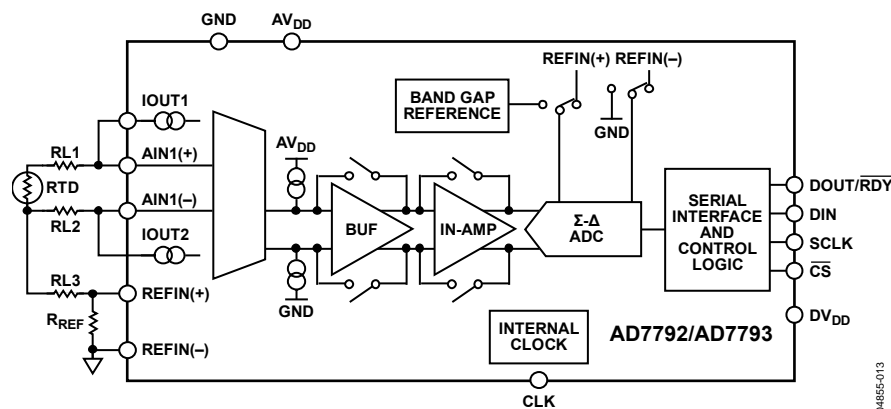 GND
AVDD
IOUT1
RL1
AIN1(+)
RTD
AIN1(–)
RL2
IOUT2
RL3
REFIN(+)
RREF
REFIN(–)
AVDD
GND
BUF
IN-AMP
BAND GAP
REFERENCE
REFIN(+)
REFIN(–)
GND
Σ-Δ
ADC
SERIAL
INTERFACE
AND
CONTROL
LOGIC
DOUT/RDY
DIN
SCLK
CS
DVDD
INTERNAL
CLOCK
AD7792/AD7793
CLK
04855-013